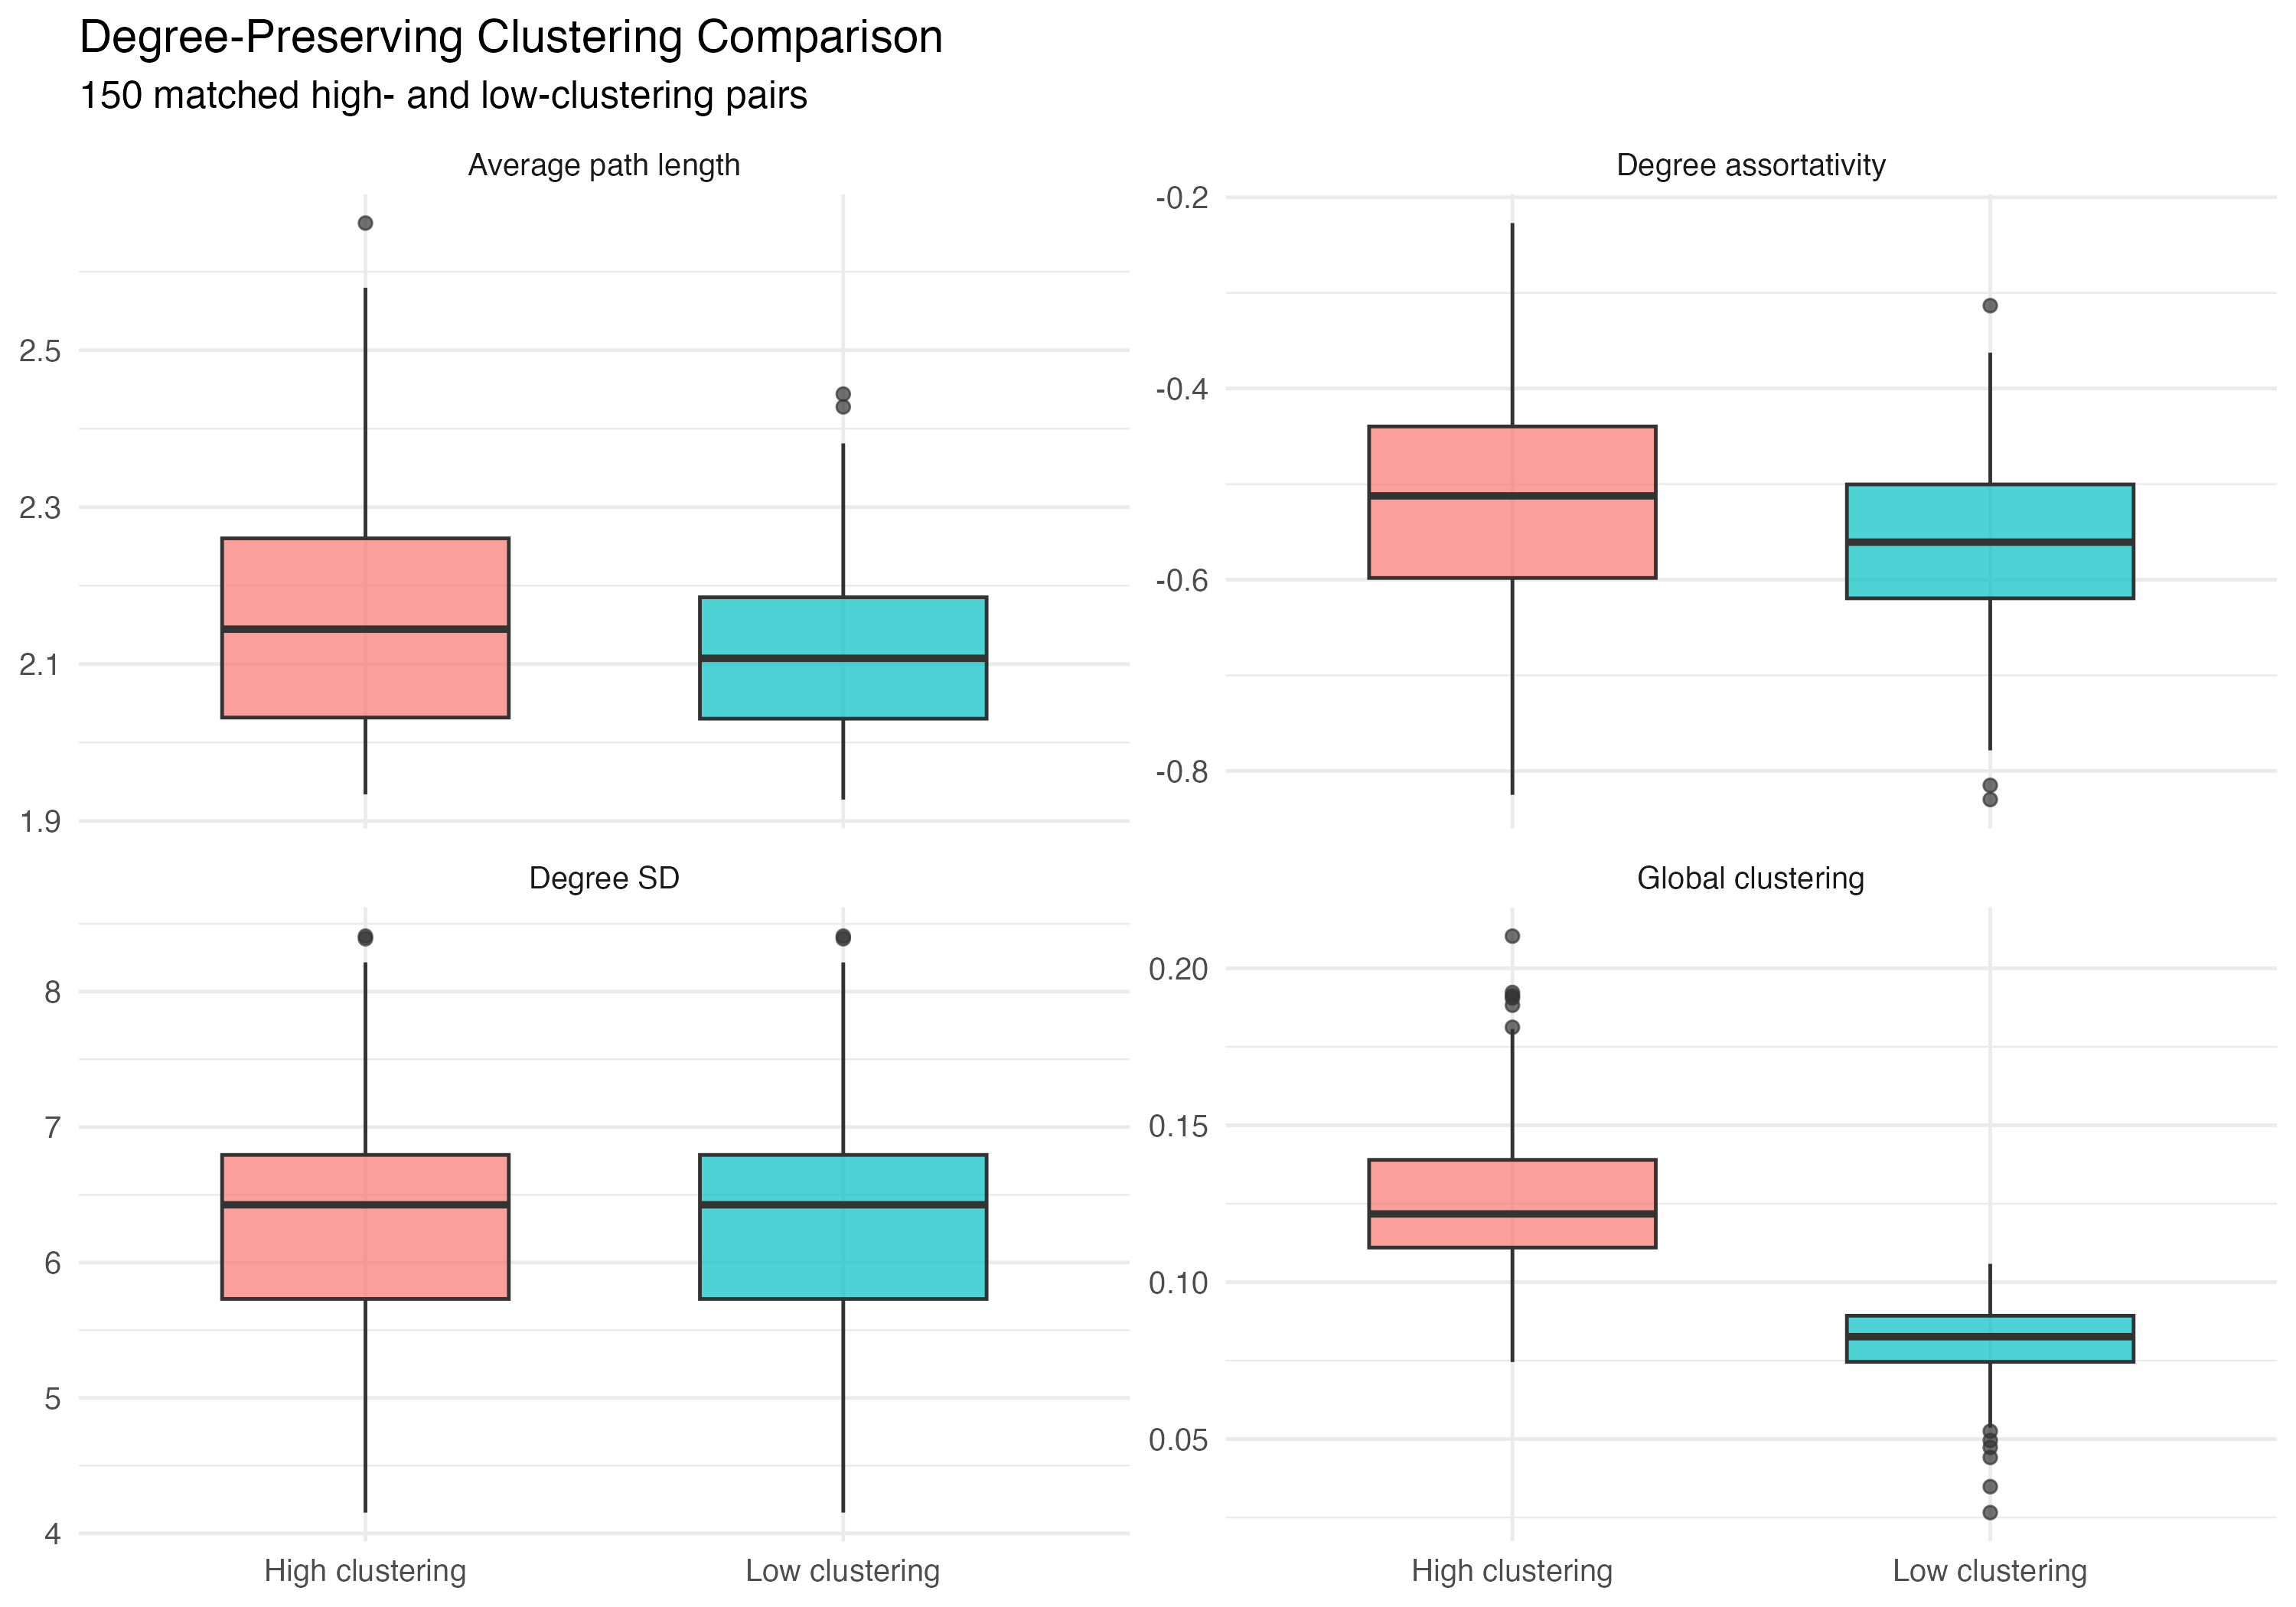 Degree-Preserving Clustering Comparison
150 matched high- and low-clustering pairs
Average path length
2.5
2.3
2.1
1.9
Degree assortativity
-0.2
-0.4
-0.6
-0.8
Degree SD
8
7
6
5
4
High clustering
Low clustering
Global clustering
0.20
0.15
0.10
0.05
High clustering
Low clustering